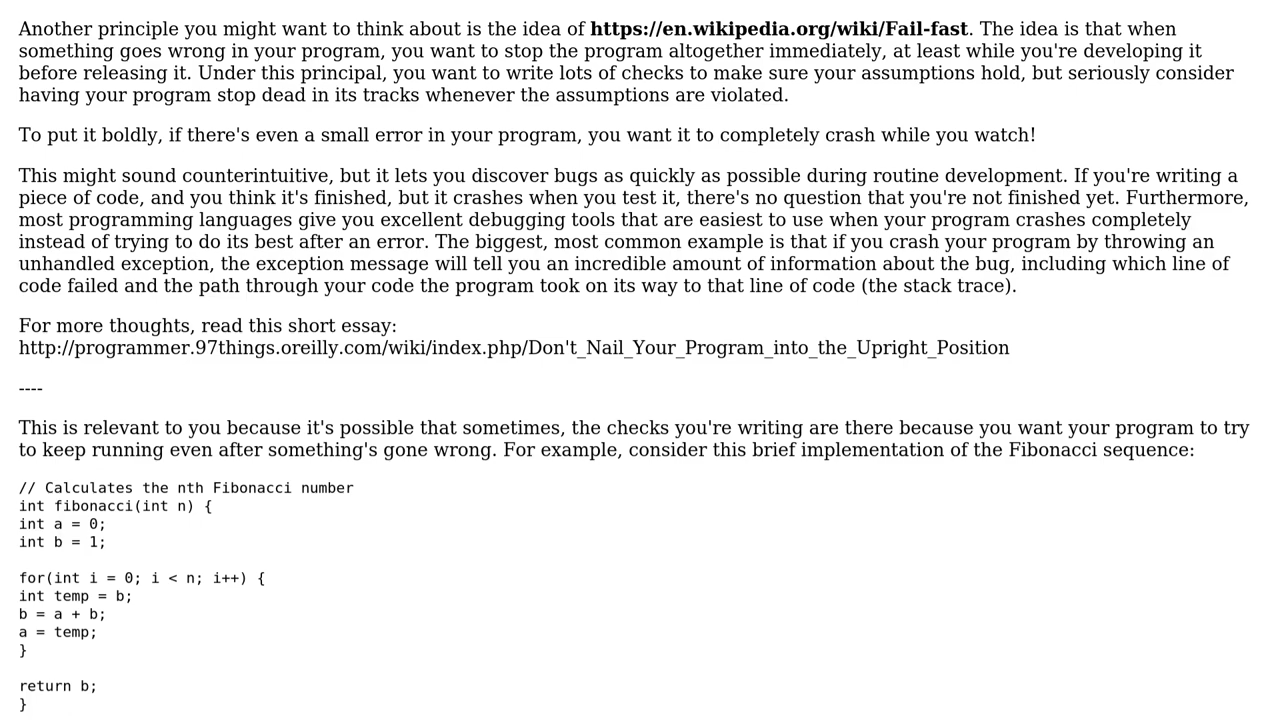 Another principle you might want to think about is the idea of https://en.wikipedia.org/wiki/Fail-fast. The idea is that when
something goes wrong in your program, you want to stop the program altogether immediately, at least while you're developing it
before releasing it. Under this principal, you want to write lots of checks to make sure your assumptions hold, but seriously consider
having your program stop dead in its tracks whenever the assumptions are violated.
To put it boldly, if there's even a small error in your program, you want it to completely crash while you watch!
This might sound counterintuitive, but it lets you discover bugs as quickly as possible during routine development. If you're writing a
piece of code, and you think it's finished, but it crashes when you test it, there's no question that you're not finished yet. Furthermore,
most programming languages give you excellent debugging tools that are easiest to use when your program crashes completely
instead of trying to do its best after an error. The biggest, most common example is that if you crash your program by throwing an
unhandled exception, the exception message will tell you an incredible amount of information about the bug, including which line of
code failed and the path through your code the program took on its way to that line of code (the stack trace).
For more thoughts, read this short essay:
http://programmer.97things.oreilly.com/wiki/index.php/Don't_Nail_Your_Program_into_the_Upright_Position
----
This is relevant to you because it's possible that sometimes, the checks you're writing are there because you want your program to try
to keep running even after something's gone wrong. For example, consider this brief implementation of the Fibonacci sequence:
// Calculates the nth Fibonacci number
int fibonacci(int n) {
int a = 0;
int b = 1;
for(int i = 0; i < n; i++) {
int temp = b;
b = a + b;
a = temp;
}
return b;
}